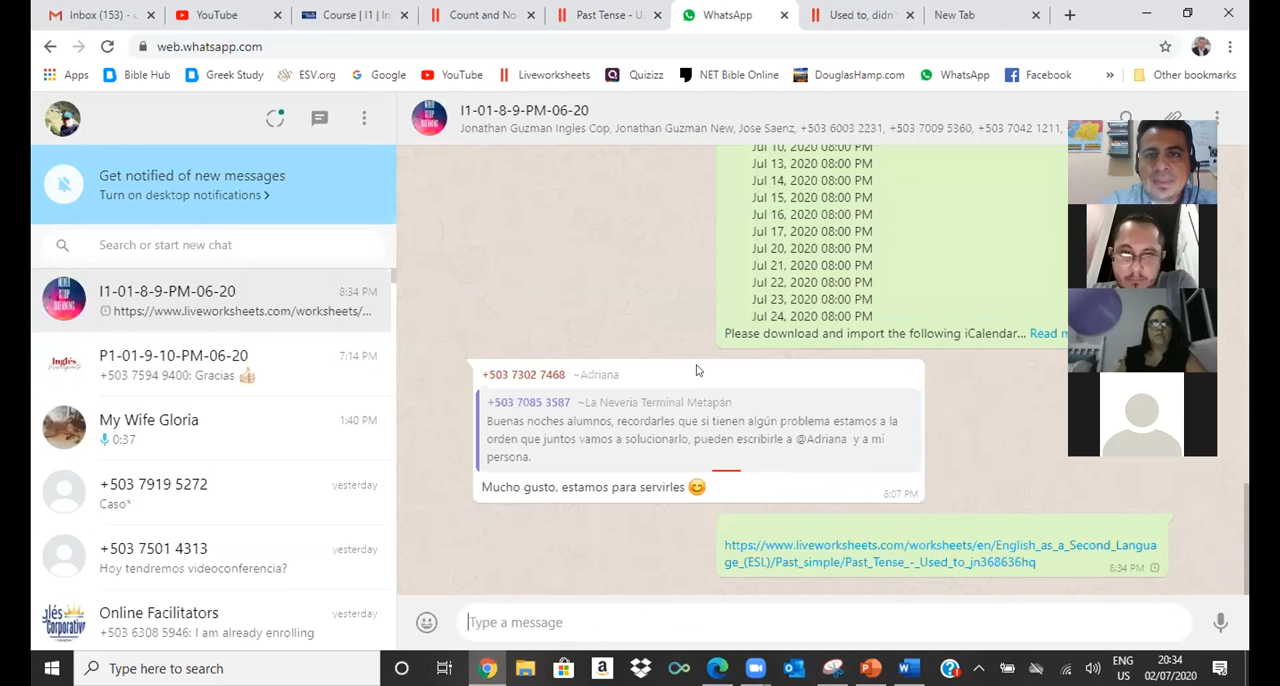 Inbox (153) - c
YouTube
Course | I1 | In
Count and No
Past Tense - U
WhatsApp
Used to, didn'
New Tab
web.whatsapp.com
Apps
Bible Hub
Greek Study
ESV.org
Google
YouTube
Liveworksheets
Quizizz
NET Bible Online
DouglasHamp.com
WhatsApp
Facebook
»
Other bookmarks
I1-01-8-9-PM-06-20
Jonathan Guzman Ingles Cop, Jonathan Guzman New, Jose Saenz, +503 6003 2231, +503 7009 5360, +503 7042 1211,
Get notified of new messages
Turn on desktop notifications >
Search or start new chat
I1-01-8-9-PM-06-20
8:34 PM
https://www.liveworksheets.com/worksheets/...
P1-01-9-10-PM-06-20
7:14 PM
+503 7594 9400: Gracias 👍
My Wife Gloria
1:40 PM
0:37
+503 7919 5272
yesterday
Caso*
+503 7501 4313
yesterday
Hoy tendremos videoconferencia?
Online Facilitators
yesterday
+503 6308 5946: I am already enrolling
Jul 10, 2020 08:00 PM
Jul 13, 2020 08:00 PM
Jul 14, 2020 08:00 PM
Jul 15, 2020 08:00 PM
Jul 16, 2020 08:00 PM
Jul 17, 2020 08:00 PM
Jul 20, 2020 08:00 PM
Jul 21, 2020 08:00 PM
Jul 22, 2020 08:00 PM
Jul 23, 2020 08:00 PM
Jul 24, 2020 08:00 PM
Please download and import the following iCalendar... Read m
+503 7302 7468 ~Adriana
+503 7085 3587 ~La Neveria Terminal Metapán
Buenas noches alumnos, recordarles que si tienen algún problema estamos a la
orden que juntos vamos a solucionarlo, pueden escribirle a @Adriana y a mi
persona.
Mucho gusto, estamos para servirles 😊
8:07 PM
https://www.liveworksheets.com/worksheets/en/English_as_a_Second_Langua
ge_(ESL)/Past_simple/Past_Tense_-_Used_to_jn368636hq
6:34 PM
Type a message
Type here to search
ENG
US
20:34
02/07/2020